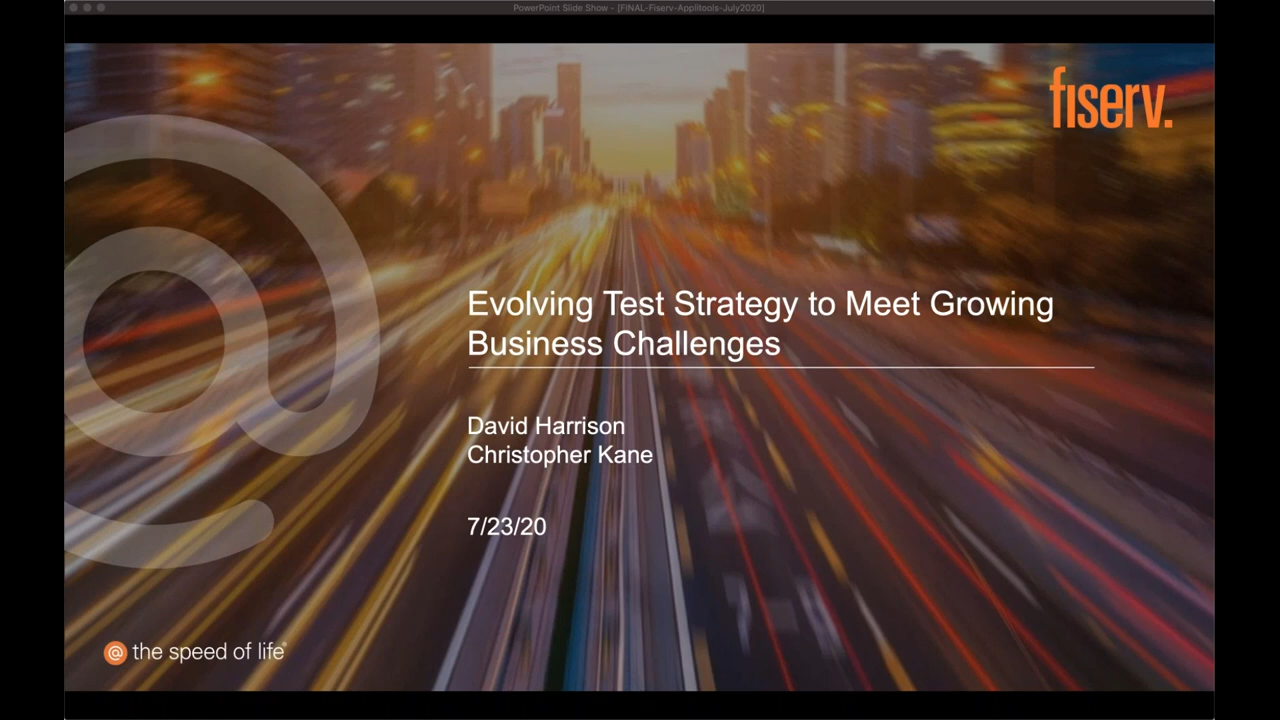 PowerPoint Slide Show - [FINAL-Fiserv-Applitools-July2020]
fiserv.
Evolving Test Strategy to Meet Growing
Business Challenges
David Harrison
Christopher Kane
7/23/20
@ the speed of life®